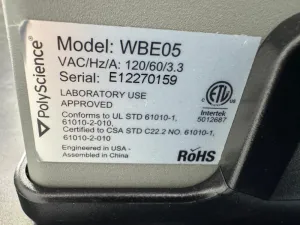 PolyScience®
Model: WBE05
VAC/Hz/A: 120/60/3.3
Serial: E12270159
LABORATORY USE
APPROVED
Conforms to UL STD 61010-1,
61010-2-010
Certified to CSA STD C22.2 NO. 61010-1,
61010-2-010
Engineered in USA -
Assembled in China
ETL
Intertek
5012687
RoHS